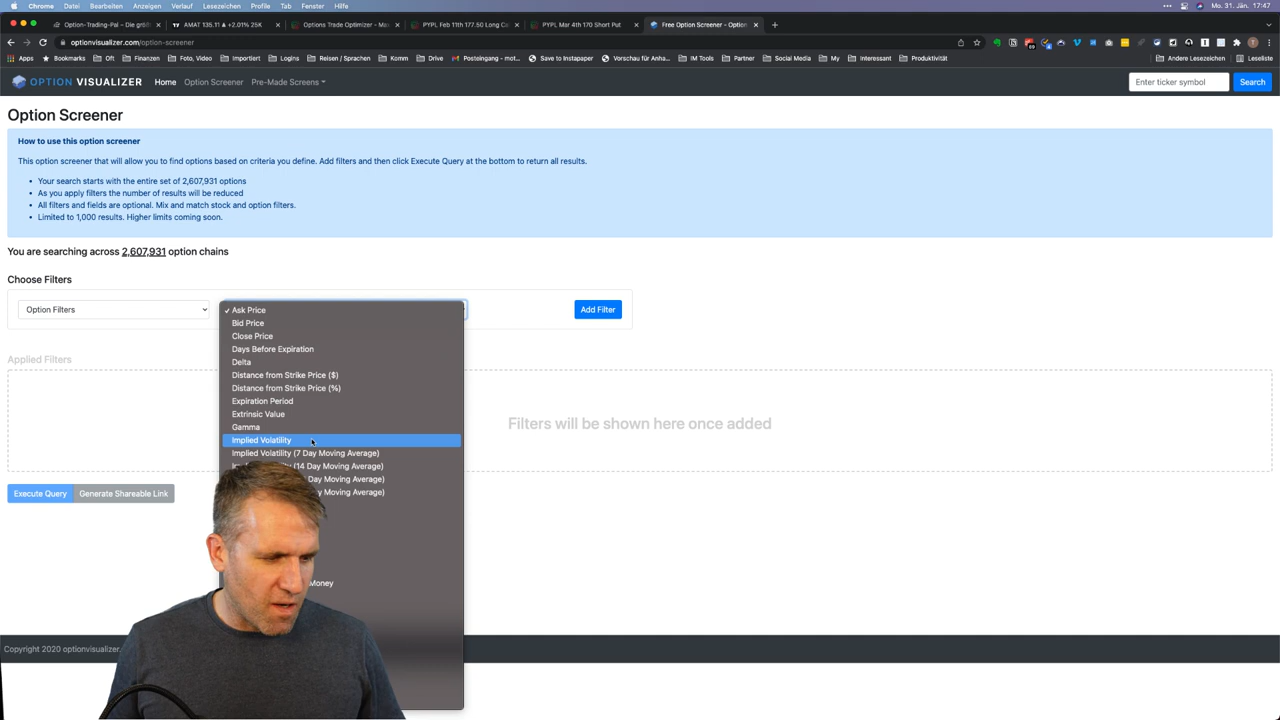 Chrome Datei Bearbeiten Anzeigen Verlauf Lesezeichen Profile Tab Fenster Hilfe Mo. 31. Jän. 17:47
Option-Trading-Pal – Die größt AMAT 135.11 ▲ +2.01% 25K Options Trade Optimizer - Mar PYPL Feb 11th 177.50 Long Ca PYPL Mar 4th 170 Short Put Free Option Screener - Option
optionvisualizer.com/option-screener
Apps Bookmarks Oft Finanzen Foto, Video Importiert Logins Reisen / Sprachen Komm Drive Posteingang - mot... Save to Instapaper Vorschau für Anha... IM Tools Partner Social Media My Interessant Produktivität Andere Lesezeichen Leseliste
OPTION VISUALIZER Home Option Screener Pre-Made Screens Enter ticker symbol Search
Option Screener
How to use this option screener
This option screener that will allow you to find options based on criteria you define. Add filters and then click Execute Query at the bottom to return all results.
• Your search starts with the entire set of 2,607,931 options
• As you apply filters the number of results will be reduced
• All filters and fields are optional. Mix and match stock and option filters.
• Limited to 1,000 results. Higher limits coming soon.
You are searching across 2,607,931 option chains
Choose Filters
Option Filters
✓ Ask Price
Add Filter
Bid Price
Close Price
Days Before Expiration
Applied Filters
Delta
Distance from Strike Price ($)
Distance from Strike Price (%)
Expiration Period
Extrinsic Value
Filters will be shown here once added
Gamma
Implied Volatility
Implied Volatility (7 Day Moving Average)
(14 Day Moving Average)
Day Moving Average)
Moving Average)
Execute Query Generate Shareable Link
Money
Copyright 2020 optionvisualizer.